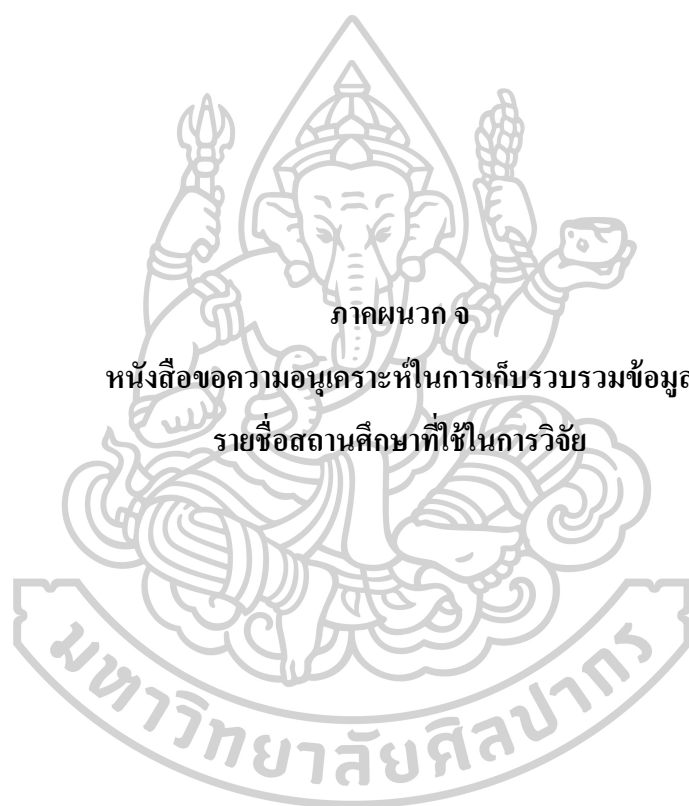 ภาคผนวก จ
หนังสือขอความอนุเคราะห์ในการเก็บรวบรวมข้อมูล
รายชื่อสถานศึกษาที่ใช้ในการวิจัย
มหาวิทยาลัยศิลปากร